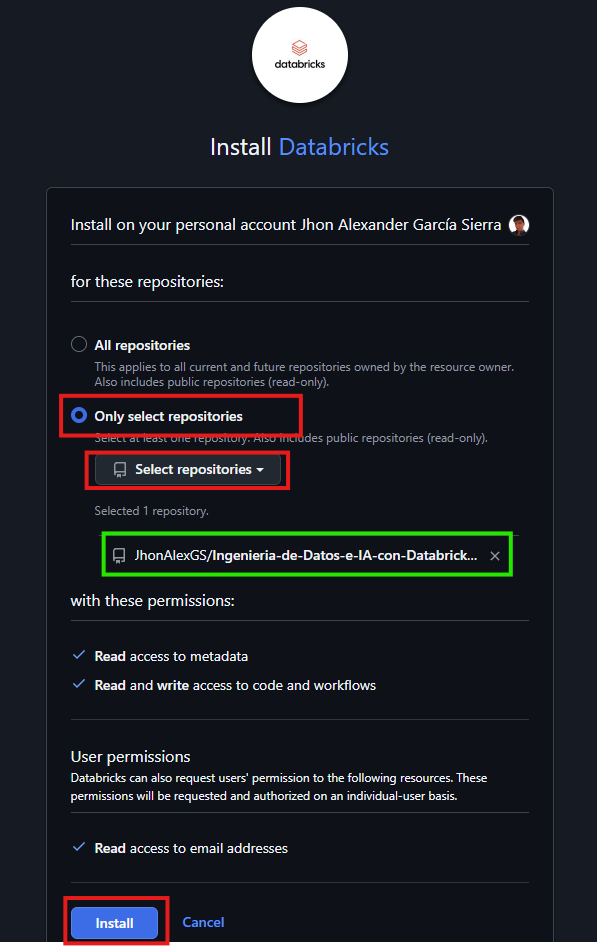 databricks
Install Databricks
Install on your personal account Jhon Alexander García Sierra
for these repositories:
All repositories
This applies to all current and future repositories owned by the resource owner.
Also includes public repositories (read-only).
Only select repositories
Select at least one repository. Also includes public repositories (read-only).
Select repositories
Selected 1 repository.
JhonAlexGS/Ingenieria-de-Datos-e-IA-con-Databrick...
with these permissions:
Read access to metadata
Read and write access to code and workflows
User permissions
Databricks can also request users' permission to the following resources. These
permissions will be requested and authorized on an individual-user basis.
Read access to email addresses
Install Cancel